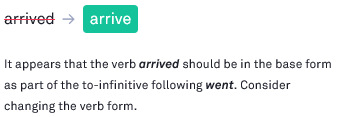 arrived → arrive
It appears that the verb arrived should be in the base form
as part of the to-infinitive following went. Consider
changing the verb form.